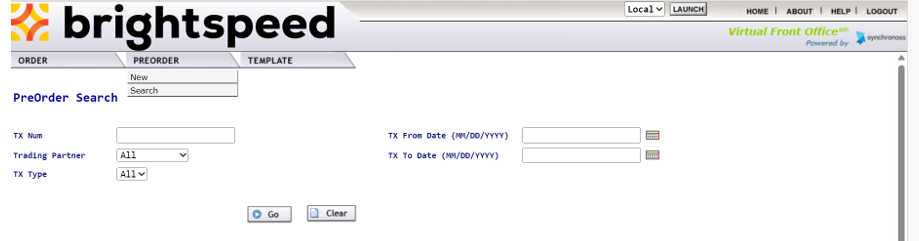 brightspeed
Local LAUNCH HOME | ABOUT | HELP | LOGOUT
Virtual Front Office℠
Powered by synchronoss
ORDER PREORDER TEMPLATE
New
Search
PreOrder Search
TX Num TX From Date (MM/DD/YYYY)
Trading Partner All TX To Date (MM/DD/YYYY)
TX Type All
Go Clear